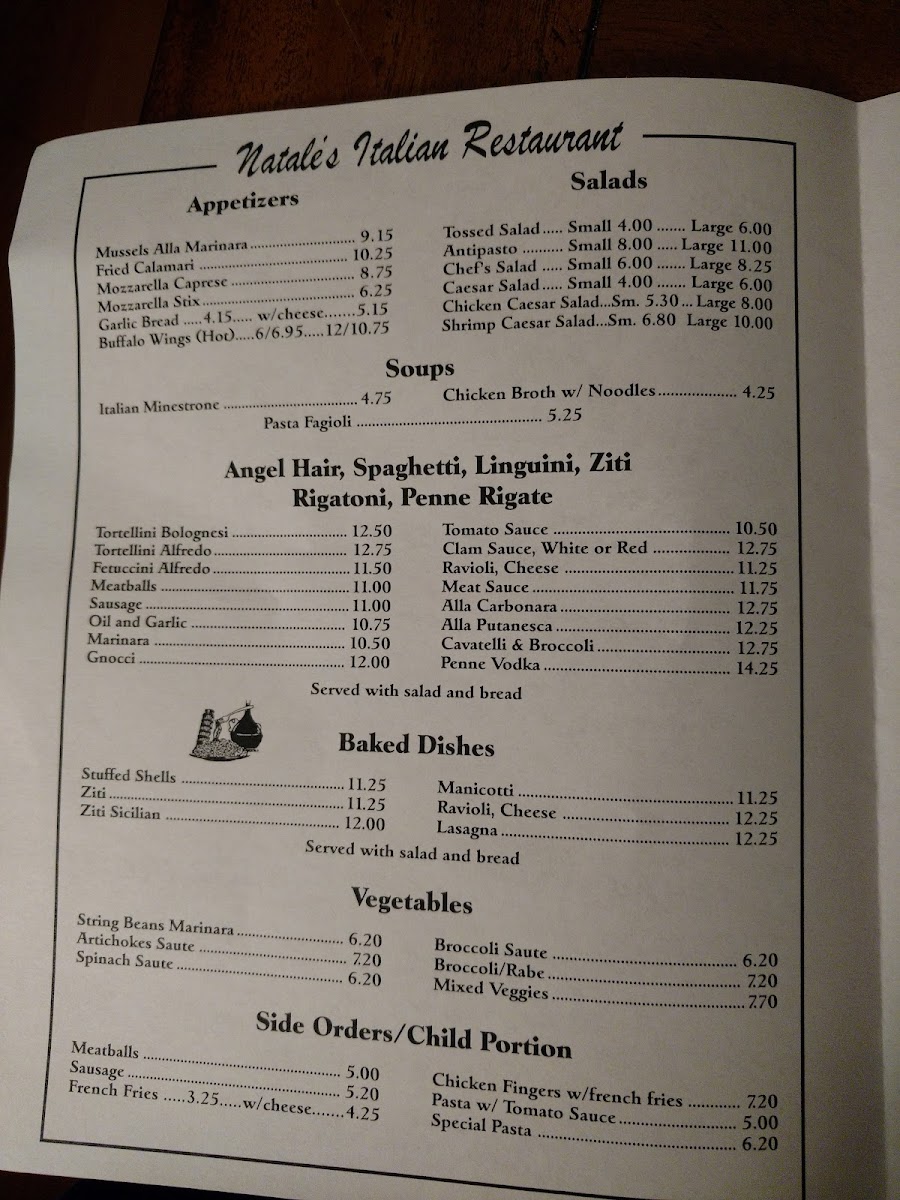 Natalé's Italian Restaurant
Appetizers
Mussels Alla Marinara ........ 9.15
Fried Calamari ........ 10.25
Mozzarella Caprese ........ 8.75
Mozzarella Stix ........ 6.25
Garlic Bread .....4.15..... w/cheese.......5.15
Buffalo Wings (Hot).....6/6.95.....12/10.75
Salads
Tossed Salad..... Small 4.00 ....... Large 6.00
Antipasto .......... Small 8.00 ..... Large 11.00
Chef's Salad ..... Small 6.00 ....... Large 8.25
Caesar Salad..... Small 4.00 ....... Large 6.00
Chicken Caesar Salad...Sm. 5.30... Large 8.00
Shrimp Caesar Salad...Sm. 6.80 Large 10.00
Soups
Italian Minestrone ........ 4.75
Chicken Broth w/ Noodles ........ 4.25
Pasta Fagioli ........ 5.25
Angel Hair, Spaghetti, Linguini, Ziti
Rigatoni, Penne Rigate
Tortellini Bolognesi ........ 12.50
Tortellini Alfredo ........ 12.75
Fetuccini Alfredo ........ 11.50
Meatballs ........ 11.00
Sausage ........ 11.00
Oil and Garlic ........ 10.75
Marinara ........ 10.50
Gnocci ........ 12.00
Tomato Sauce ........ 10.50
Clam Sauce, White or Red ........ 12.75
Ravioli, Cheese ........ 11.25
Meat Sauce ........ 11.75
Alla Carbonara ........ 12.75
Alla Putanesca ........ 12.25
Cavatelli & Broccoli ........ 12.75
Penne Vodka ........ 14.25
Served with salad and bread
Baked Dishes
Stuffed Shells ........ 11.25
Ziti ........ 11.25
Ziti Sicilian ........ 12.00
Manicotti ........ 11.25
Ravioli, Cheese ........ 12.25
Lasagna ........ 12.25
Served with salad and bread
Vegetables
String Beans Marinara ........ 6.20
Artichokes Saute ........ 7.20
Spinach Saute ........ 6.20
Broccoli Saute ........ 6.20
Broccoli/Rabe ........ 7.20
Mixed Veggies ........ 7.70
Side Orders/Child Portion
Meatballs ........ 5.00
Sausage ........ 5.20
French Fries .....3.25.....w/cheese.......4.25
Chicken Fingers w/french fries ........ 7.20
Pasta w/ Tomato Sauce ........ 5.00
Special Pasta ........ 6.20